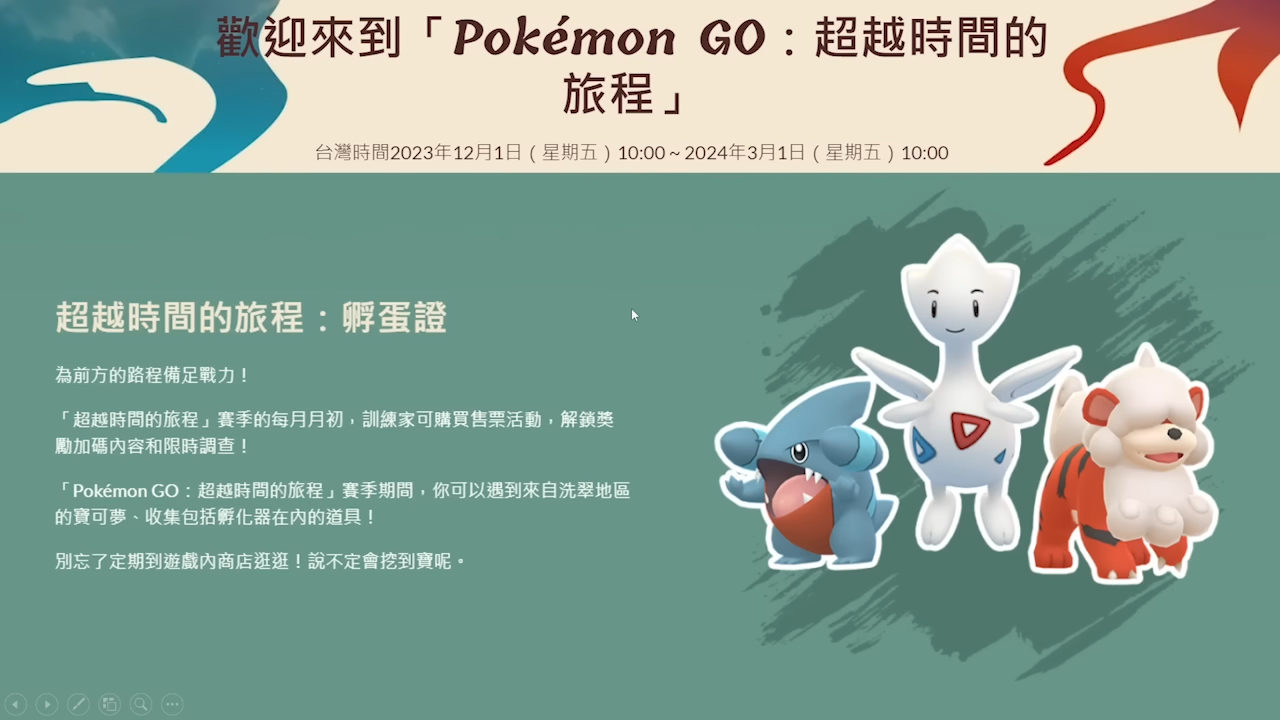 歡迎來到「Pokémon GO：超越時間的
旅程」
台灣時間2023年12月1日（星期五）10:00～2024年3月1日（星期五）10:00
超越時間的旅程：孵蛋證
為前方的路程備足戰力！
「超越時間的旅程」賽季的每月月初，訓練家可購買售票活動，解鎖獎
勵加碼內容和限時調查！
「Pokémon GO：超越時間的旅程」賽季期間，你可以遇到來自洗翠地區
的寶可夢、收集包括孵化器在內的道具！
別忘了定期到遊戲內商店逛逛！說不定會挖到寶呢。